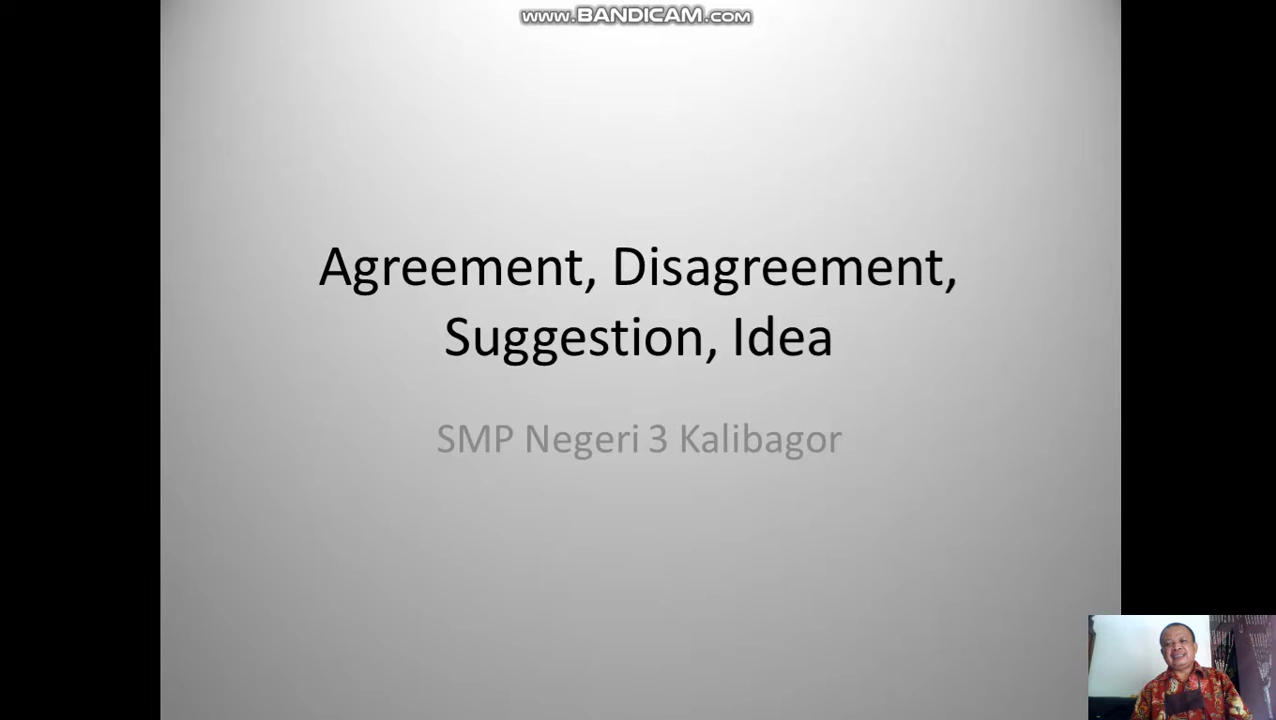 WWW.BANDICAM.COM
Agreement, Disagreement,
Suggestion, Idea
SMP Negeri 3 Kalibagor